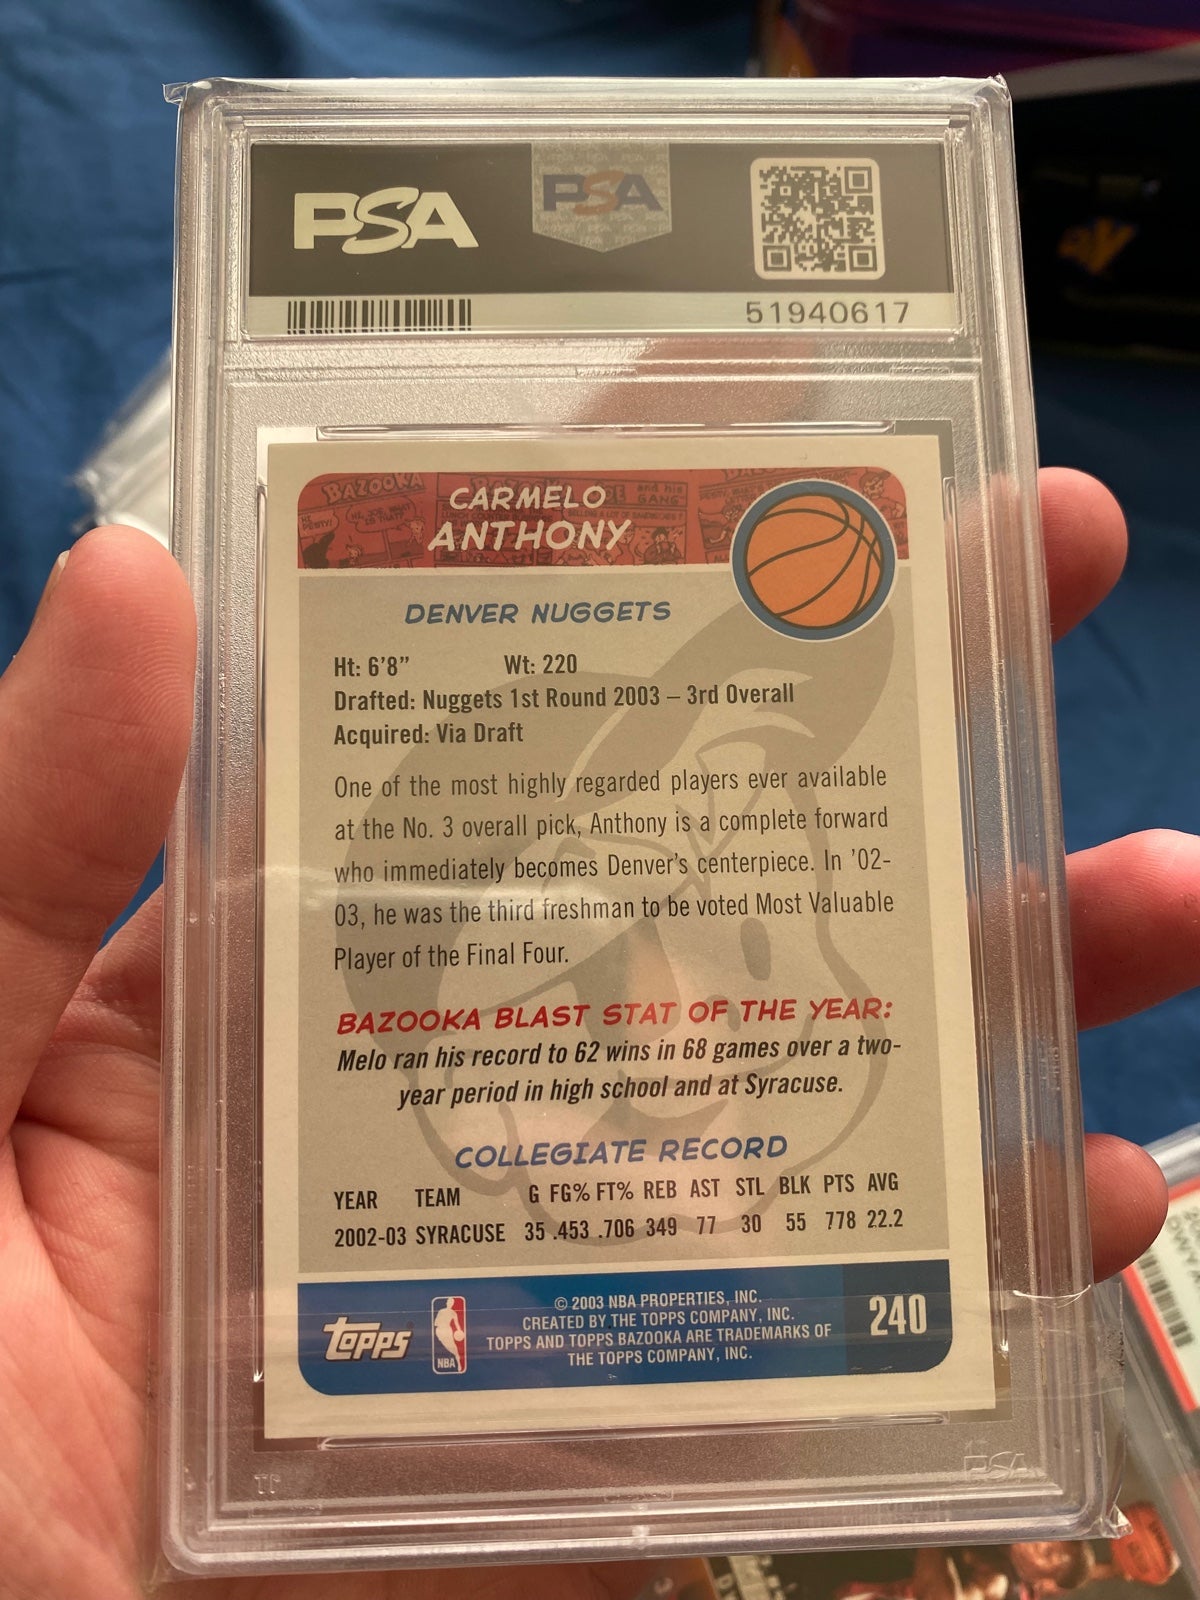 PSA
PSA
51940617
BAZOOKA
CARMELO
ANTHONY
DENVER NUGGETS
Ht: 6'8" Wt: 220
Drafted: Nuggets 1st Round 2003 – 3rd Overall
Acquired: Via Draft
One of the most highly regarded players ever available
at the No. 3 overall pick, Anthony is a complete forward
who immediately becomes Denver's centerpiece. In '02-
03, he was the third freshman to be voted Most Valuable
Player of the Final Four.
BAZOOKA BLAST STAT OF THE YEAR:
Melo ran his record to 62 wins in 68 games over a two-
year period in high school and at Syracuse.
COLLEGIATE RECORD
YEAR TEAM G FG% FT% REB AST STL BLK PTS AVG
2002-03 SYRACUSE 35 .453 .706 349 77 30 55 778 22.2
TOPPS
NBA
© 2003 NBA PROPERTIES, INC.
CREATED BY THE TOPPS COMPANY, INC.
TOPPS AND TOPPS BAZOOKA ARE TRADEMARKS OF
THE TOPPS COMPANY, INC.
240
PSA